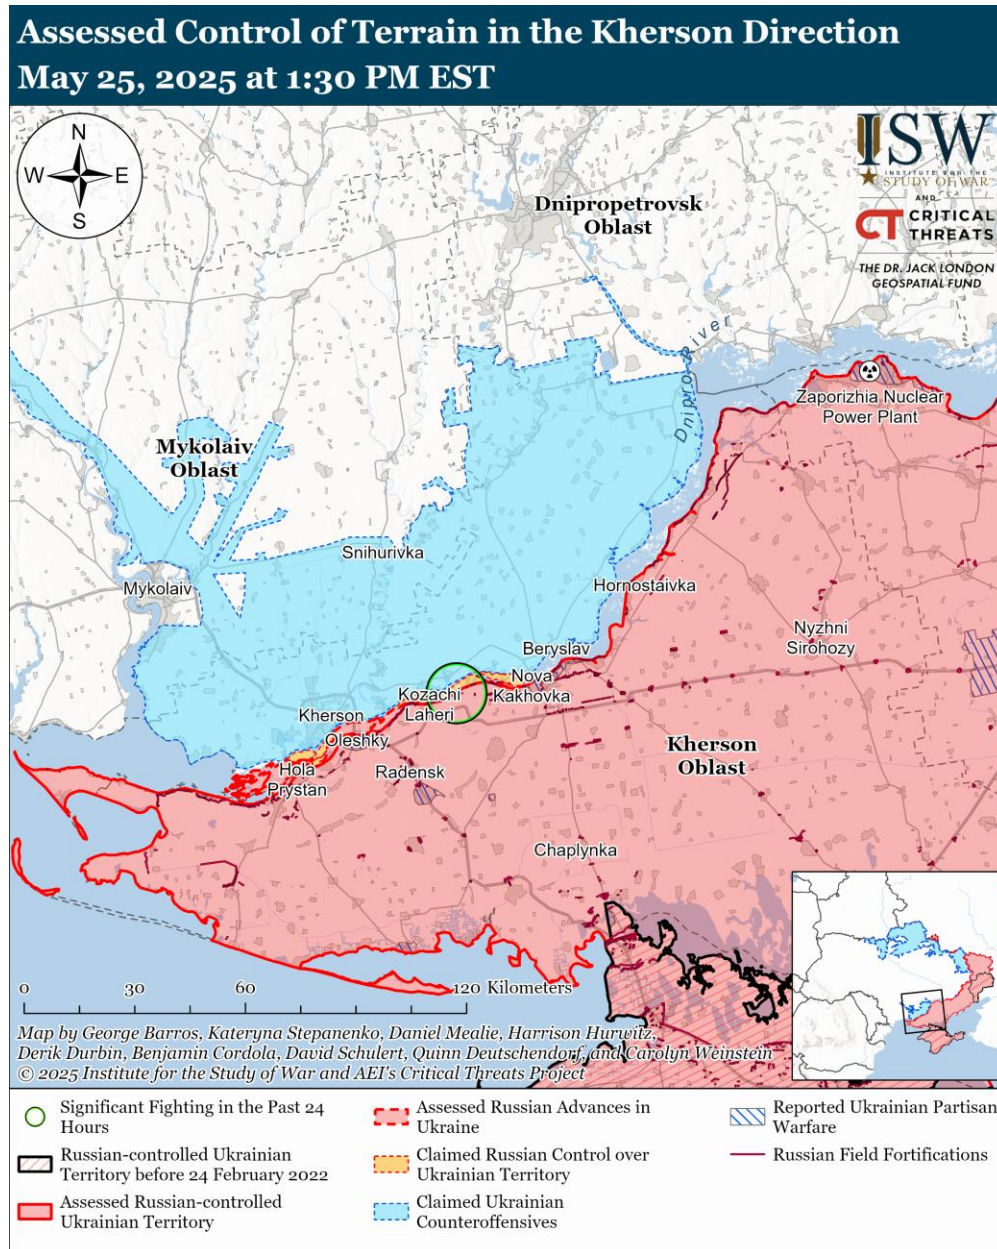 Assessed Control of Terrain in the Kherson Direction
May 25, 2025 at 1:30 PM EST
N
W E
S
ISW
INSTITUTE FOR THE
STUDY OF WAR
AND
CT CRITICAL
THREATS
THE DR. JACK LONDON
GEOSPATIAL FUND
Dnipropetrovsk
Oblast
Dnipro River
Zaporizhia Nuclear
Power Plant
Mykolaiv
Oblast
Snihurivka
Mykolaiv
Hornostaivka
Nyzhni
Sirohozy
Beryslav
Nova
Kakhovka
Kozachi
Laheri
Kherson
Oleshky
Hola
Prystan
Radensk
Kherson
Oblast
Chaplynka
0 30 60 120 Kilometers
Map by George Barros, Kateryna Stepanenko, Daniel Mealie, Harrison Hurwitz,
Derik Durbin, Benjamin Cordola, David Schulert, Quinn Deutschendorf, and Carolyn Weinstein
© 2025 Institute for the Study of War and AEI's Critical Threats Project
Significant Fighting in the Past 24
Hours
Russian-controlled Ukrainian
Territory before 24 February 2022
Assessed Russian-controlled
Ukrainian Territory
Assessed Russian Advances in
Ukraine
Claimed Russian Control over
Ukrainian Territory
Claimed Ukrainian
Counteroffensives
Reported Ukrainian Partisan
Warfare
Russian Field Fortifications